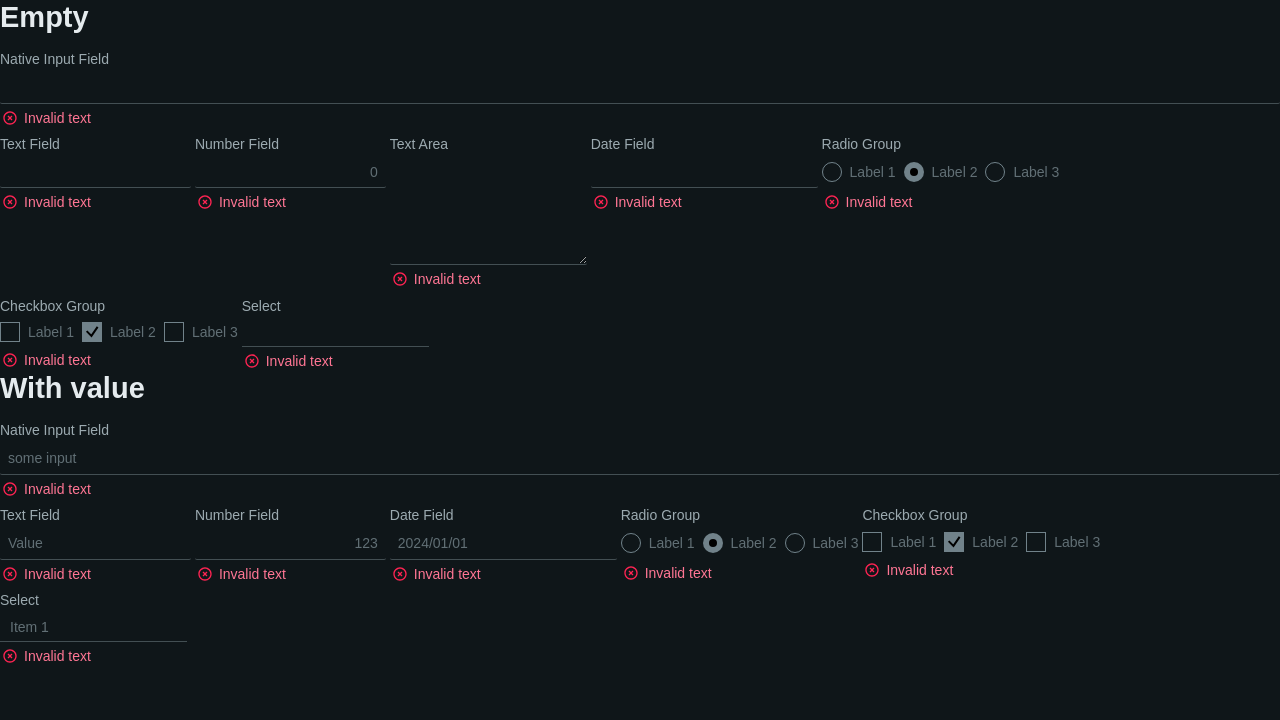 Empty
Native Input Field
Invalid text
Text Field Number Field Text Area Date Field Radio Group
0 Label 1 Label 2 Label 3
Invalid text Invalid text Invalid text Invalid text
Invalid text
Checkbox Group Select
Label 1 Label 2 Label 3
Invalid text Invalid text
With value
Native Input Field
some input
Invalid text
Text Field Number Field Date Field Radio Group Checkbox Group
Value 123 2024/01/01 Label 1 Label 2 Label 3 Label 1 Label 2 Label 3
Invalid text Invalid text Invalid text Invalid text Invalid text
Select
Item 1
Invalid text